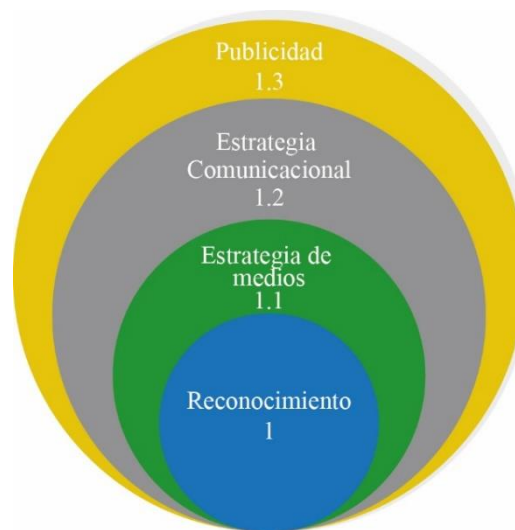 Publicidad
1.3
Estrategia
Comunicacional
1.2
Estrategia de
medios
1.1
Reconocimiento
1